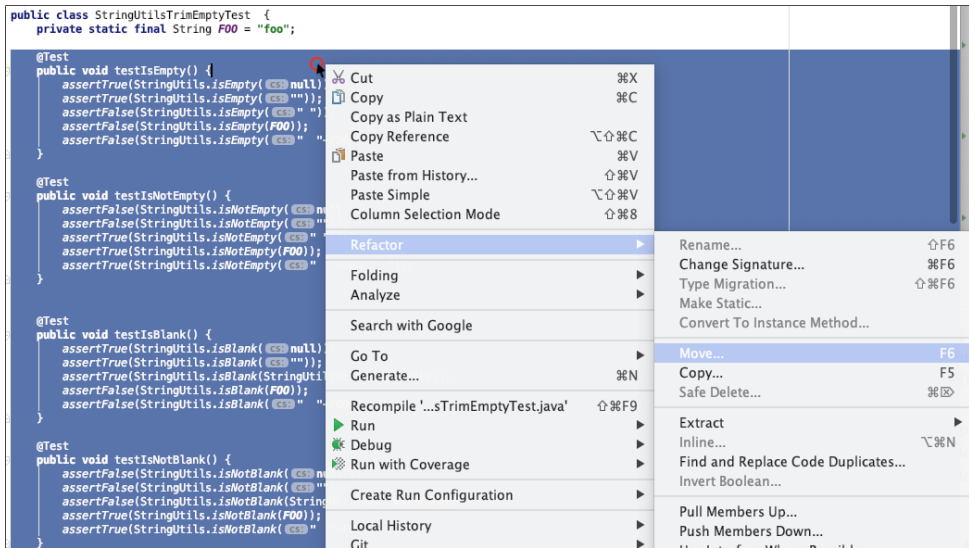 public class StringUtilsTrimEmptyTest {
private static final String FOO = "foo";
@Test
public void testIsEmpty() {
assertTrue(StringUtils.isEmpty( cs: null)
assertTrue(StringUtils.isEmpty( cs: ""));
assertFalse(StringUtils.isEmpty( cs: " ")
assertFalse(StringUtils.isEmpty(FOO));
assertFalse(StringUtils.isEmpty( cs: "  "
}
@Test
public void testIsNotEmpty() {
assertFalse(StringUtils.isNotEmpty( cs: nu
assertFalse(StringUtils.isNotEmpty( cs: ""
assertTrue(StringUtils.isNotEmpty( cs: "
assertTrue(StringUtils.isNotEmpty(FOO));
assertTrue(StringUtils.isNotEmpty( cs: "
}
@Test
public void testIsBlank() {
assertTrue(StringUtils.isBlank( cs: null)
assertTrue(StringUtils.isBlank( cs: ""));
assertTrue(StringUtils.isBlank(StringUtil
assertFalse(StringUtils.isBlank(FOO));
assertFalse(StringUtils.isBlank( cs: "  "
}
@Test
public void testIsNotBlank() {
assertFalse(StringUtils.isNotBlank( cs: nu
assertFalse(StringUtils.isNotBlank( cs: ""
assertFalse(StringUtils.isNotBlank(String
assertTrue(StringUtils.isNotBlank(FOO));
assertTrue(StringUtils.isNotBlank( cs: "
}
Cut ⌘X
Copy ⌘C
Copy as Plain Text
Copy Reference ⌥⇧⌘C
Paste ⌘V
Paste from History... ⇧⌘V
Paste Simple ⌥⇧⌘V
Column Selection Mode ⇧⌘8
Refactor
Folding
Analyze
Search with Google
Go To
Generate... ⌘N
Recompile '...sTrimEmptyTest.java' ⇧⌘F9
Run
Debug
Run with Coverage
Create Run Configuration
Local History
Git
Rename... ⇧F6
Change Signature... ⌘F6
Type Migration... ⇧⌘F6
Make Static...
Convert To Instance Method...
Move... F6
Copy... F5
Safe Delete... ⌘⌦
Extract
Inline... ⌥⌘N
Find and Replace Code Duplicates...
Invert Boolean...
Pull Members Up...
Push Members Down...